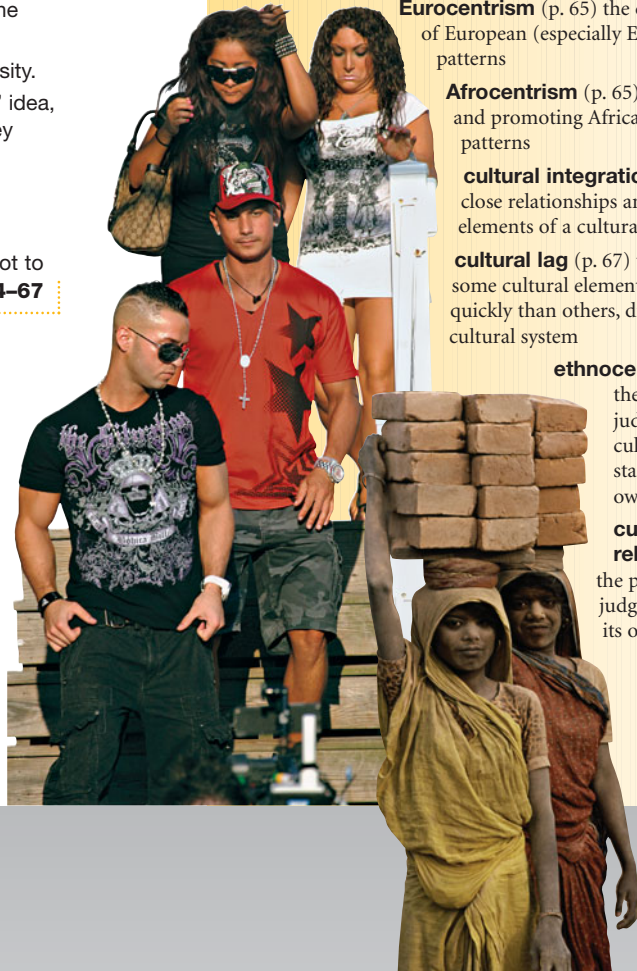 ne
sity.
idea,
ey
ot to
4–67
Eurocentrism (p. 65) the
of European (especially E
patterns
Afrocentrism (p. 65)
and promoting Africa
patterns
cultural integratio
close relationships a
elements of a cultura
cultural lag (p. 67)
some cultural element
quickly than others, d
cultural system
ethnoce
the
jud
cul
sta
ow
cu
rel
the p
judg
its o